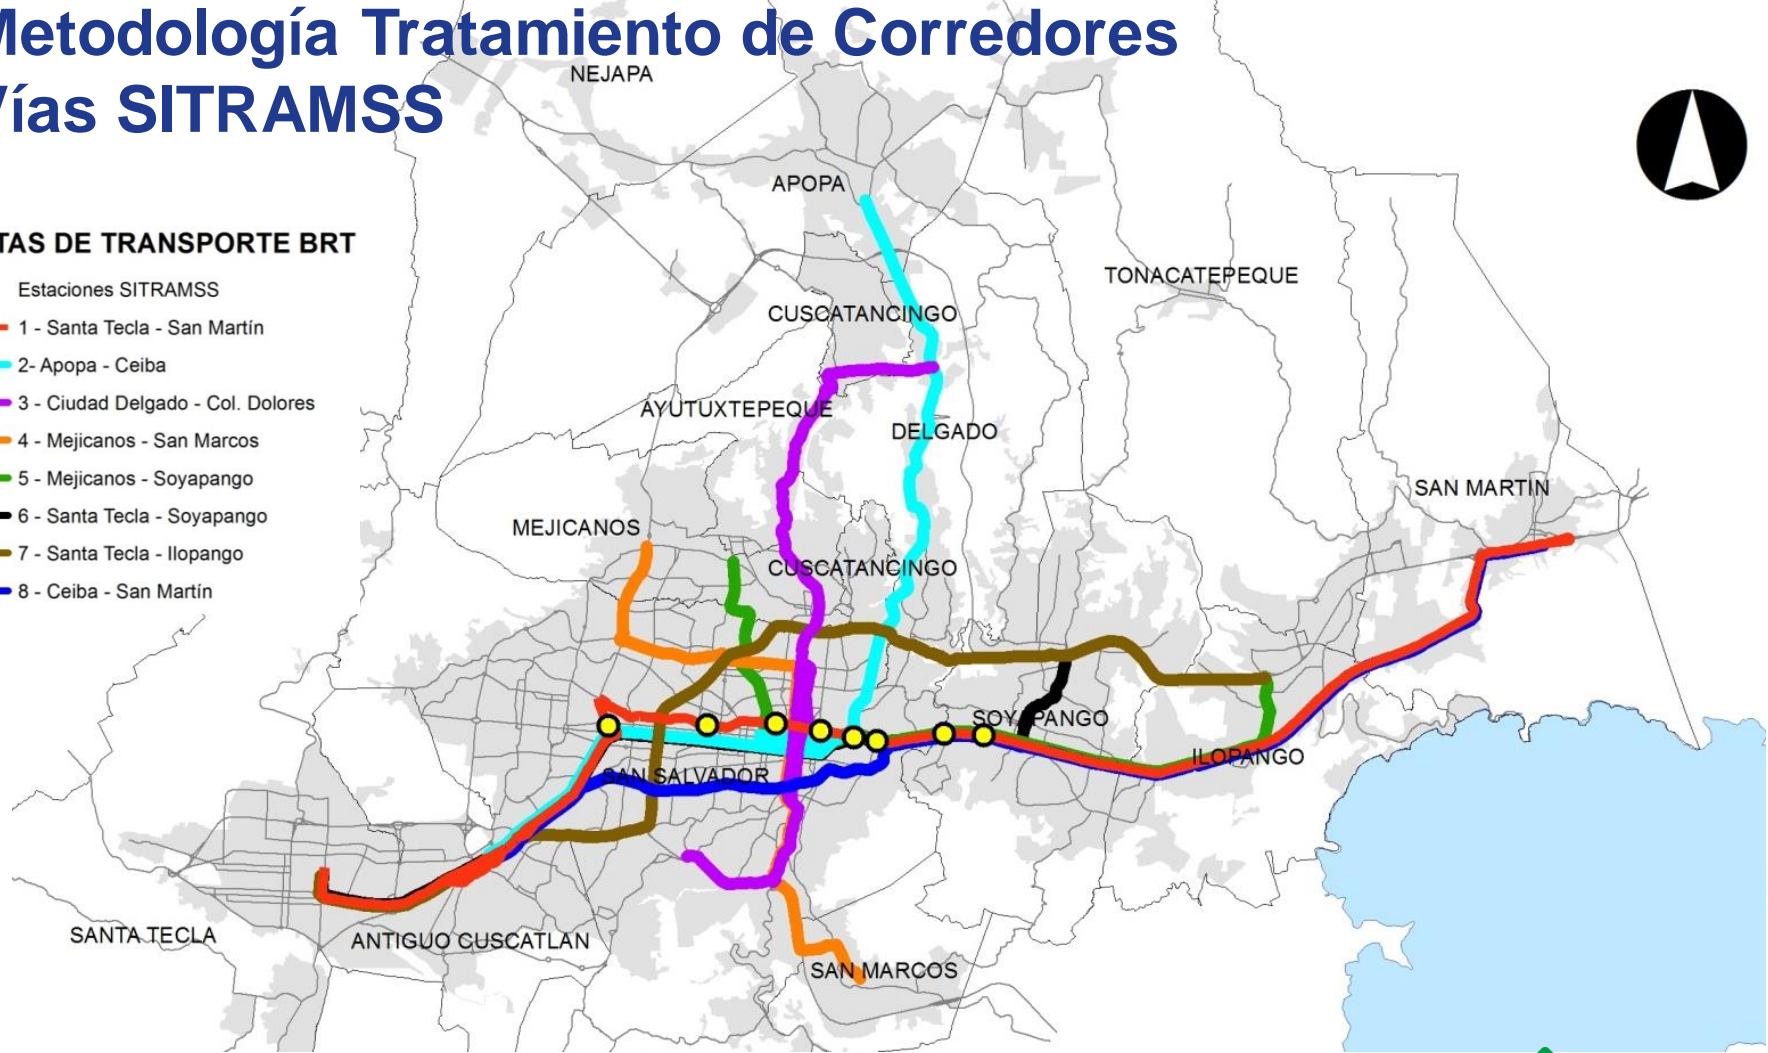 Metodología Tratamiento de Corredores
Vías SITRAMSS
NEJAPA
APOPA
TAS DE TRANSPORTE BRT
TONACATEPEQUE
Estaciones SITRAMSS
CUSCATANCINGO
1 - Santa Tecla - San Martín
2- Apopa - Ceiba
3 - Ciudad Delgado - Col. Dolores
AYUTUXTEPEQUE
DELGADO
4 - Mejicanos - San Marcos
5 - Mejicanos - Soyapango
SAN MARTIN
6 - Santa Tecla - Soyapango
MEJICANOS
7 - Santa Tecla - Ilopango
CUSCATANCINGO
8 - Ceiba - San Martín
SOYAPANGO
ILOPANGO
SAN SALVADOR
SANTA TECLA
ANTIGUO CUSCATLAN
SAN MARCOS